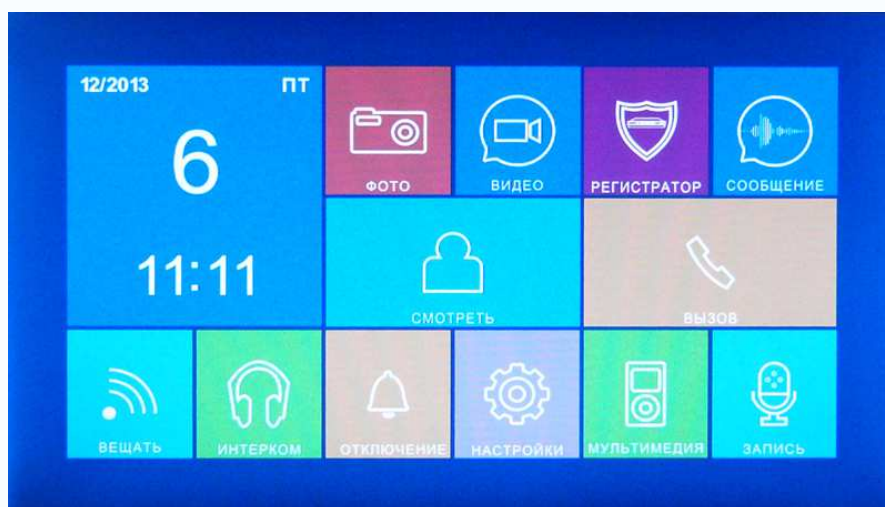 12/2013 ПТ
6
11:11
ФОТО
ВИДЕО
РЕГИСТРАТОР
СООБЩЕНИЕ
СМОТРЕТЬ
ВЫЗОВ
ВЕЩАТЬ
ИНТЕРКОМ
ОТКЛЮЧЕНИЕ
НАСТРОЙКИ
МУЛЬТИМЕДИЯ
ЗАПИСЬ